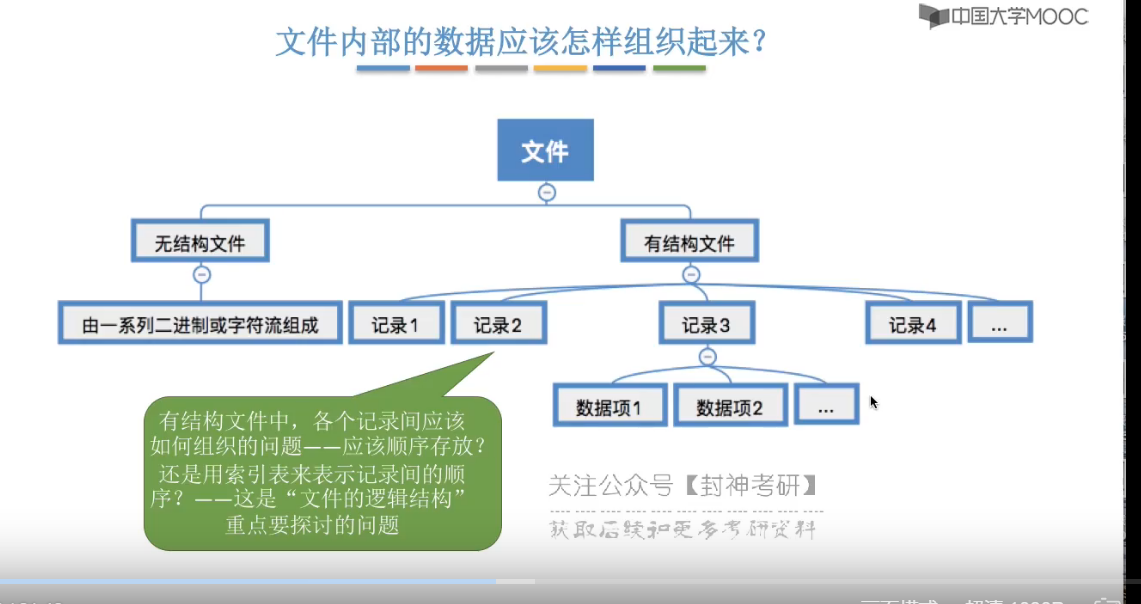 中国大学MOOC
文件内部的数据应该怎样组织起来？
文件
无结构文件
有结构文件
由一系列二进制或字符流组成
记录1
记录2
记录3
记录4
...
数据项1
数据项2
...
有结构文件中，各个记录间应该
如何组织的问题——应该顺序存放？
还是用索引表来表示记录间的顺
序？——这是“文件的逻辑结构”
重点要探讨的问题
关注公众号【封神考研】
获取后续和更多考研资料